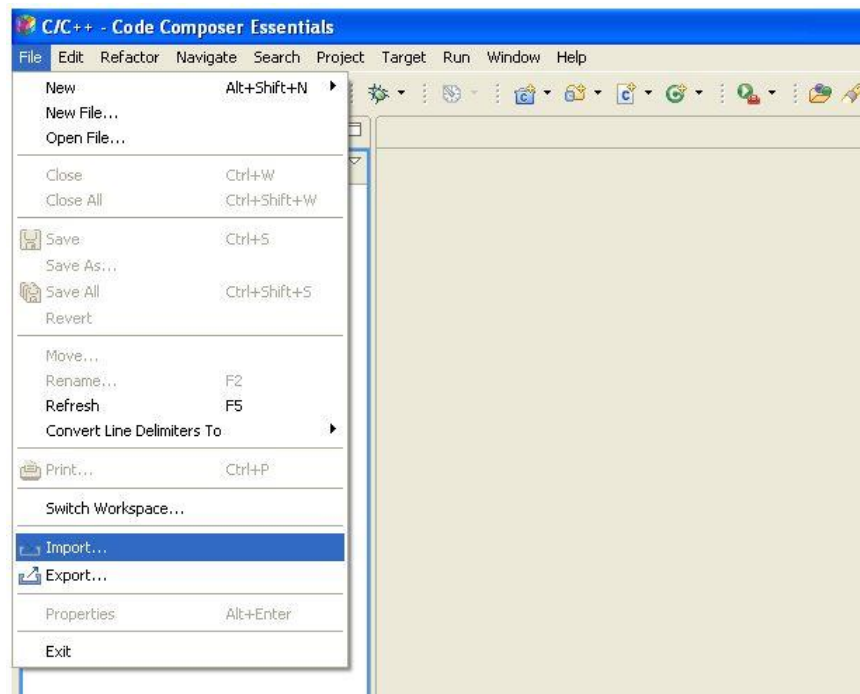 C/C++ - Code Composer Essentials
File Edit Refactor Navigate Search Project Target Run Window Help
New Alt+Shift+N
New File...
Open File...
Close Ctrl+W
Close All Ctrl+Shift+W
Save Ctrl+S
Save As...
Save All Ctrl+Shift+S
Revert
Move...
Rename... F2
Refresh F5
Convert Line Delimiters To
Print... Ctrl+P
Switch Workspace...
Import...
Export...
Properties Alt+Enter
Exit